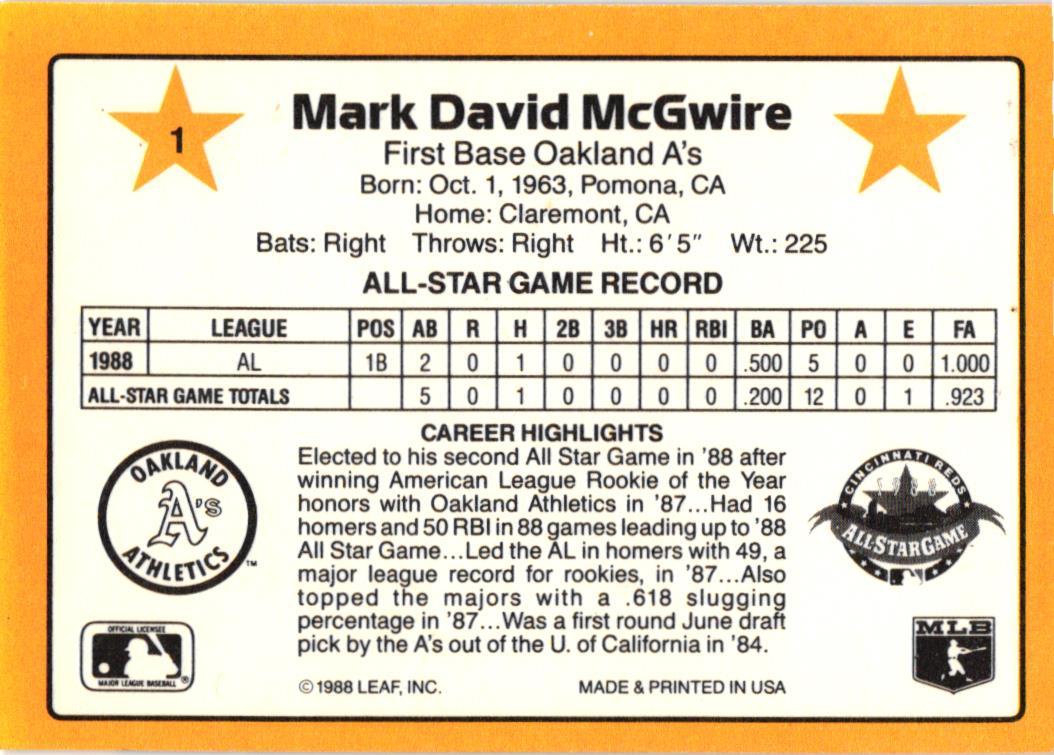 1
Mark David McGwire
First Base Oakland A's
Born: Oct. 1, 1963, Pomona, CA
Home: Claremont, CA
Bats: Right Throws: Right Ht.: 6'5" Wt.: 225
ALL-STAR GAME RECORD
YEAR LEAGUE POS AB R H 2B 3B HR RBI BA PO A E FA
1988 AL 1B 2 0 1 0 0 0 0 .500 5 0 0 1.000
ALL-STAR GAME TOTALS 5 0 1 0 0 0 0 .200 12 0 1 .923
CAREER HIGHLIGHTS
Elected to his second All Star Game in '88 after
winning American League Rookie of the Year
honors with Oakland Athletics in '87...Had 16
homers and 50 RBI in 88 games leading up to '88
All Star Game...Led the AL in homers with 49, a
major league record for rookies, in '87...Also
topped the majors with a .618 slugging
percentage in '87...Was a first round June draft
pick by the A's out of the U. of California in '84.
OAKLAND
A's
ATHLETICS
TM
CINCINNATI REDS
1988
ALL-STAR GAME
OFFICIAL LICENSEE
MAJOR LEAGUE BASEBALL
®
MLB
© 1988 LEAF, INC. MADE & PRINTED IN USA